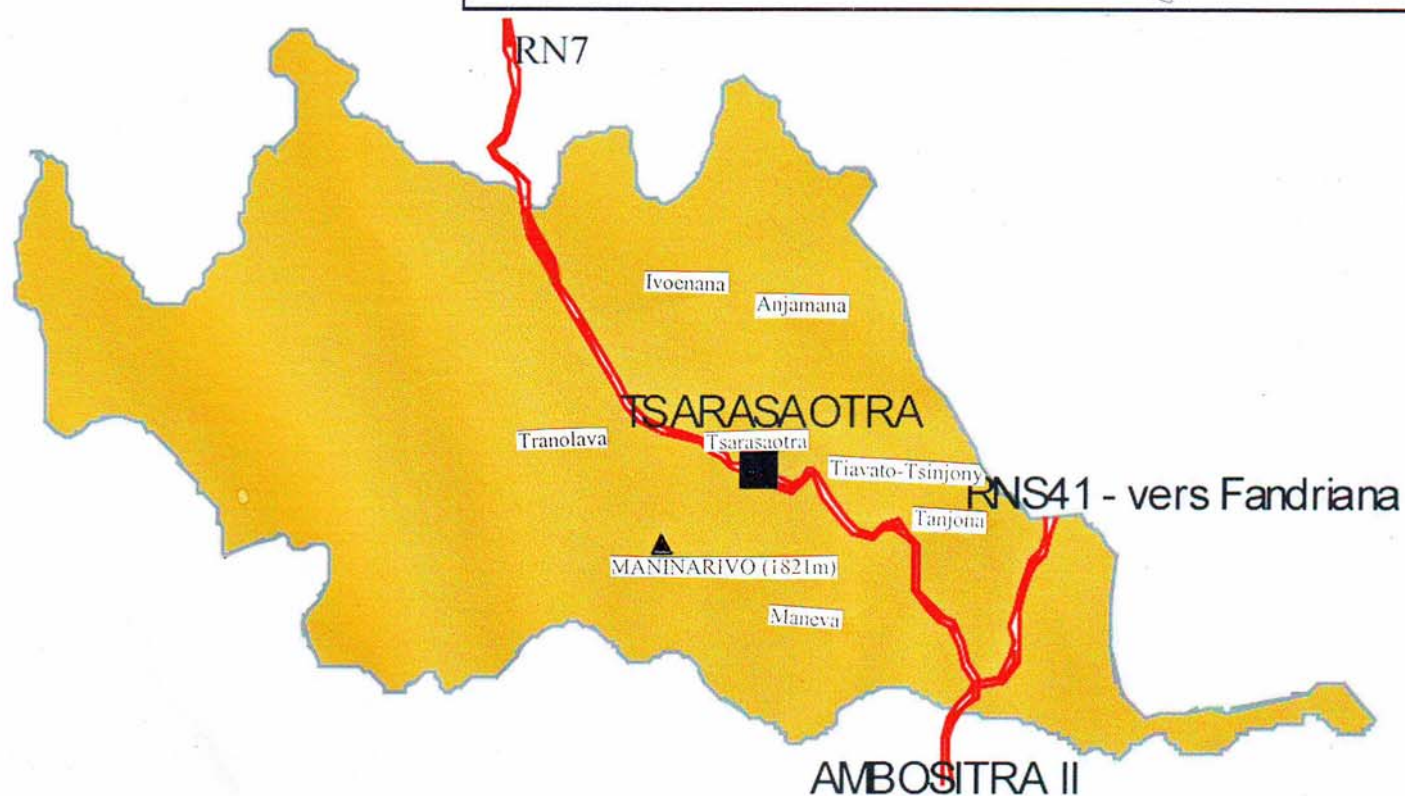 RN7
Ivoenana
Anjamana
TSARASAOTRA
Tranolava
Tsarasaotra
Tiavato-Tsinjony
RNS41 - vers Fandriana
Tanjona
MANINARIVO (1821m)
Maneva
AMBOSITRA II